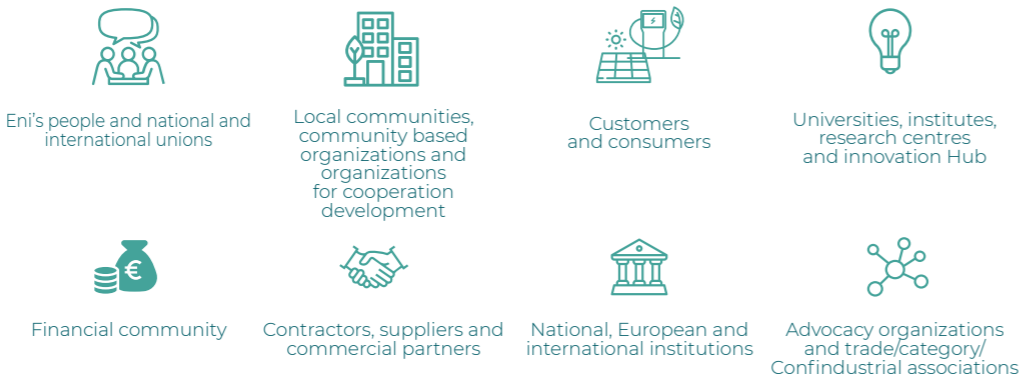 Eni's people and national and
international unions
Local communities,
community based
organizations and
organizations
for cooperation
development
Customers
and consumers
Universities, institutes,
research centres
and innovation Hub
€
Financial community
Contractors, suppliers and
commercial partners
National, European and
international institutions
Advocacy organizations
and trade/category/
Confindustrial associations